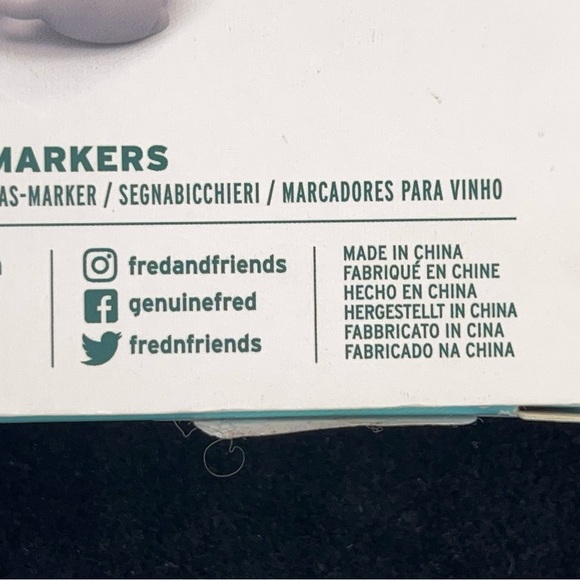 MARKERS
AS-MARKER / SEGNABICCHIERI / MARCADORES PARA VINHO
fredandfriends
genuinefred
frednfriends
MADE IN CHINA
FABRIQUÉ EN CHINE
HECHO EN CHINA
HERGESTELLT IN CHINA
FABBRICATO IN CINA
FABRICADO NA CHINA